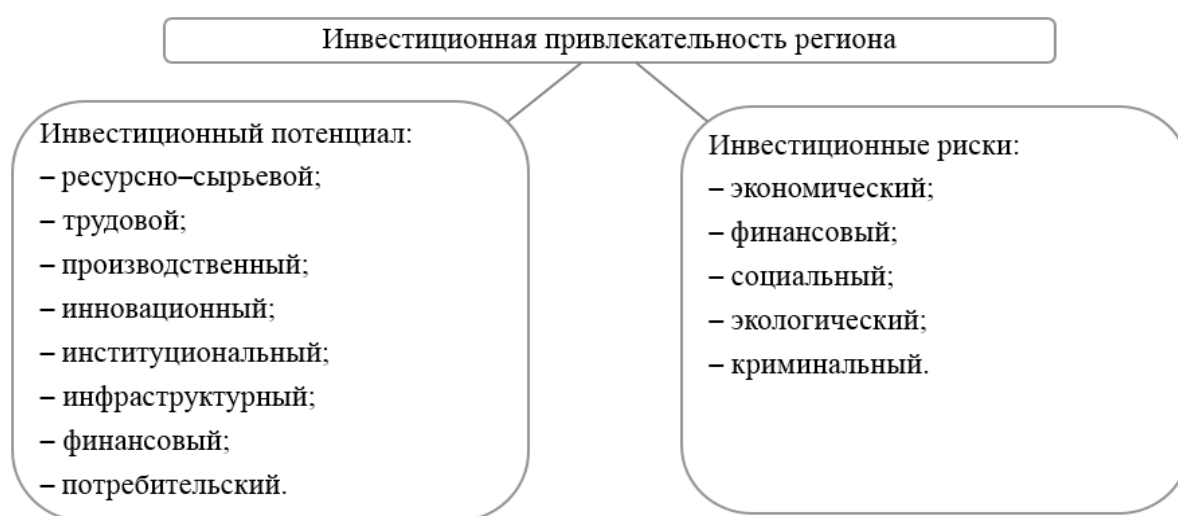 Инвестиционная привлекательность региона
Инвестиционный потенциал:
– ресурсно–сырьевой;
– трудовой;
– производственный;
– инновационный;
– институциональный;
– инфраструктурный;
– финансовый;
– потребительский.
Инвестиционные риски:
– экономический;
– финансовый;
– социальный;
– экологический;
– криминальный.